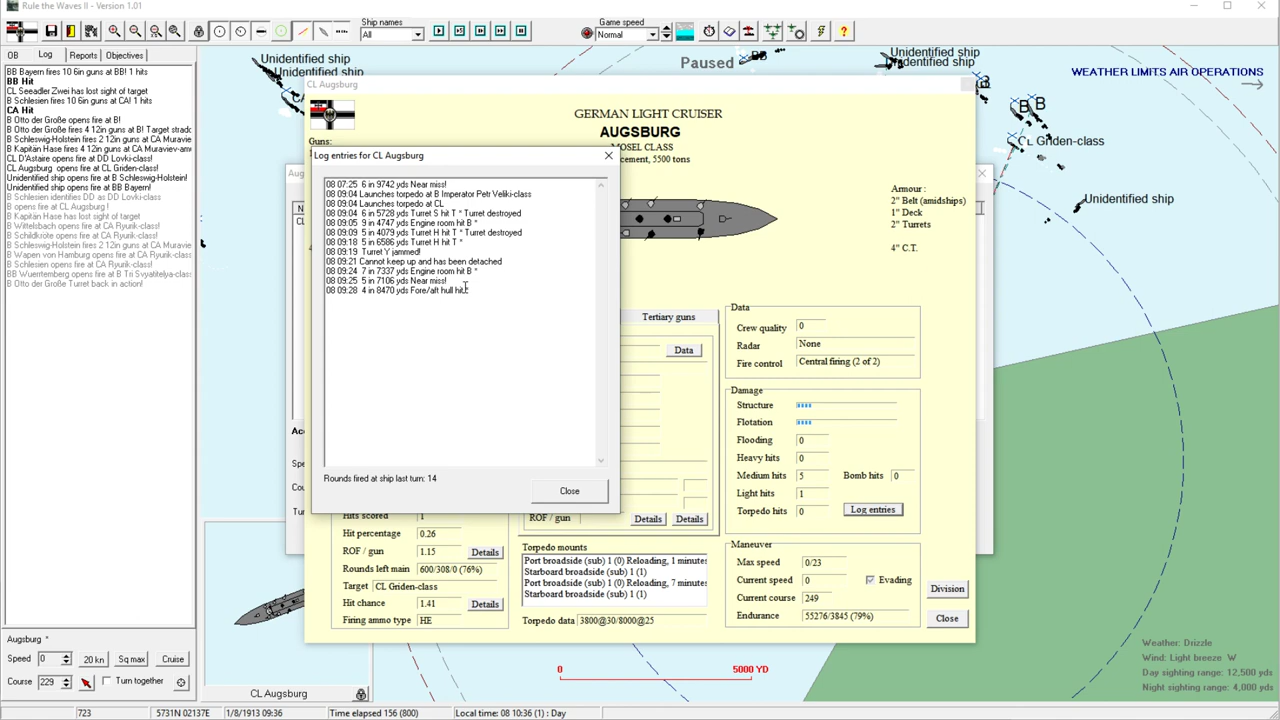 Rule the Waves II - Version 1.01
Ship names
All
Game speed
Normal
OB Log Reports Objectives
BB Bayern fires 10 6in guns at BB! 1 hits
BB Hit
CL Seeadler Zwei has lost sight of target
B Schlesien fires 10 6in guns at CA! 1 hits
CA Hit
B Otto der Große opens fire at B!
B Otto der Große fires 4 12in guns at B! Target strado
B Schleswig-Holstein fires 2 12in guns at CA Muravie
B Kapitän Hase fires 4 12in guns at CA Muraviev-amu
CL D'Astaire opens fire at DD Lovki-class!
CL Augsburg opens fire at CL Griden-class!
Unidentified ship opens fire at B Schleswig-Holstein!
Unidentified ship opens fire at BB Bayern!
B Schlesien identifies DD as DD Lovki-class
B opens fire at CL Augsburg !
B Kapitän Hase has lost sight of target
B Wittelsbach opens fire at CA Ryurik-class!
B Schildkröte opens fire at CA Ryurik-class!
B Schleswig-Holstein opens fire at CA Muraviev
B Wapen von Hamburg opens fire at CA Ryurik-class!
B Schlesien opens fire at CA Ryurik-class!
BB Wuertemberg opens fire at B Tri Svyatitelya-class!
B Otto der Große Turret back in action!
Unidentified ship
Unidentified ship
Paused
B
Unidentified ship
Unidentified ship
WEATHER LIMITS AIR OPERATIONS
B B
CL Griden-class
Unidentified ship
CL Augsburg
Guns:
GERMAN LIGHT CRUISER
AUGSBURG
MOSEL CLASS
cement, 5500 tons
Armour :
2" Belt (amidships)
1" Deck
2" Turrets
4" C.T.
Log entries for CL Augsburg
08 07:25 6 in 9742 yds Near miss!
08 09:04 Launches torpedo at B Imperator Petr Veliki-class
08 09:04 Launches torpedo at CL
08 09:04 6 in 5728 yds Turret S hit T * Turret destroyed
08 09:05 9 in 4747 yds Engine room hit B *
08 09:09 5 in 4079 yds Turret H hit T * Turret destroyed
08 09:18 5 in 6586 yds Turret H hit T *
08 09:19 Turret Y jammed!
08 09:21 Cannot keep up and has been detached
08 09:24 7 in 7337 yds Engine room hit B *
08 09:25 5 in 7106 yds Near miss!
08 09:28 4 in 8470 yds Fore/aft hull hit
Rounds fired at ship last turn: 14
Close
Tertiary guns
Data
ROF / gun
Details
Details
Hits scored 1
Hit percentage 0.26
ROF / gun 1.15 Details
Rounds left main 600/308/0 (76%)
Target CL Griden-class
Hit chance 1.41 Details
Firing ammo type HE
Torpedo mounts
Port broadside (sub) 1 (0) Reloading, 1 minutes
Starboard broadside (sub) 1 (1)
Port broadside (sub) 1 (0) Reloading, 7 minutes
Starboard broadside (sub) 1 (1)
Torpedo data 3800@30/8000@25
Data
Crew quality 0
Radar None
Fire control Central firing (2 of 2)
Damage
Structure
Flotation
Flooding 0
Heavy hits 0
Medium hits 5 Bomb hits 0
Light hits 1
Torpedo hits 0 Log entries
Maneuver
Max speed 0/23
Current speed 0 Evading
Current course 249
Endurance 55276/3845 (79%)
Division
Close
Augsburg *
Speed 0 20 kn Sq max Cruise
Course 229 Turn together
CL Augsburg
0 5000 YD
Weather: Drizzle
Wind: Light breeze W
Day sighting range: 12,500 yds
Night sighting range: 4,000 yds
723 5731N 02137E 1/8/1913 09:36 Time elapsed 156 (800) Local time: 08 10:36 (1) : Day